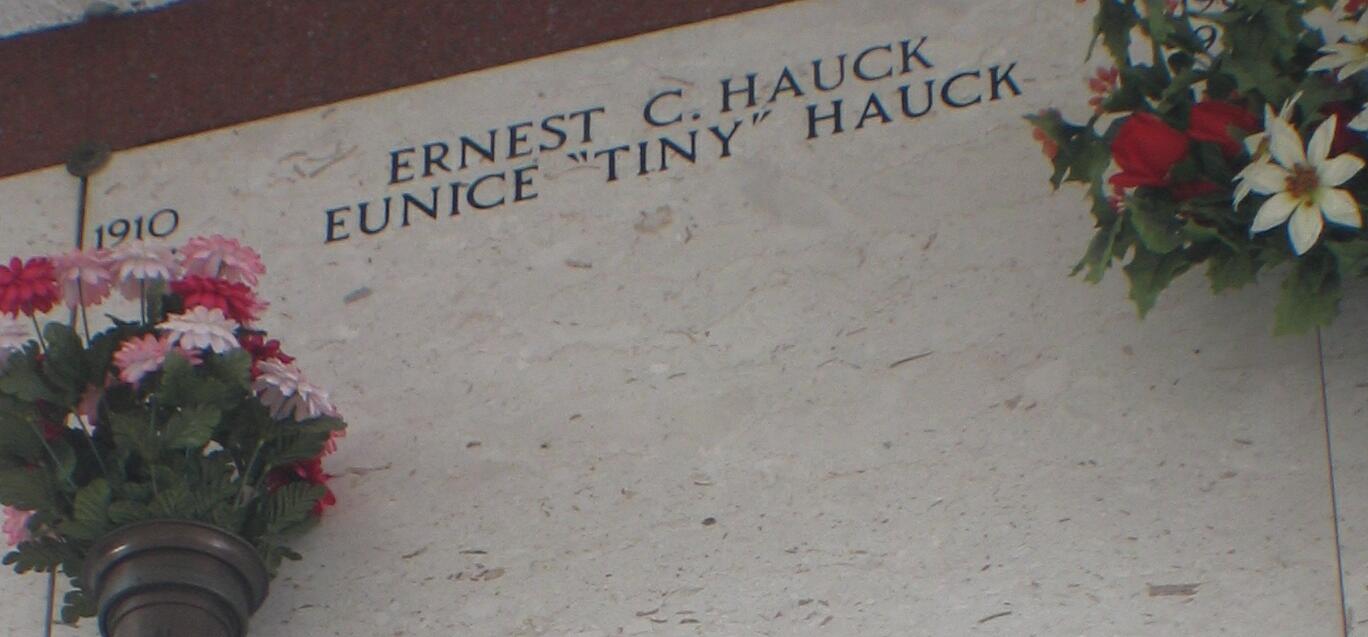 ERNEST C. HAUCK
1910
EUNICE "TINY" HAUCK